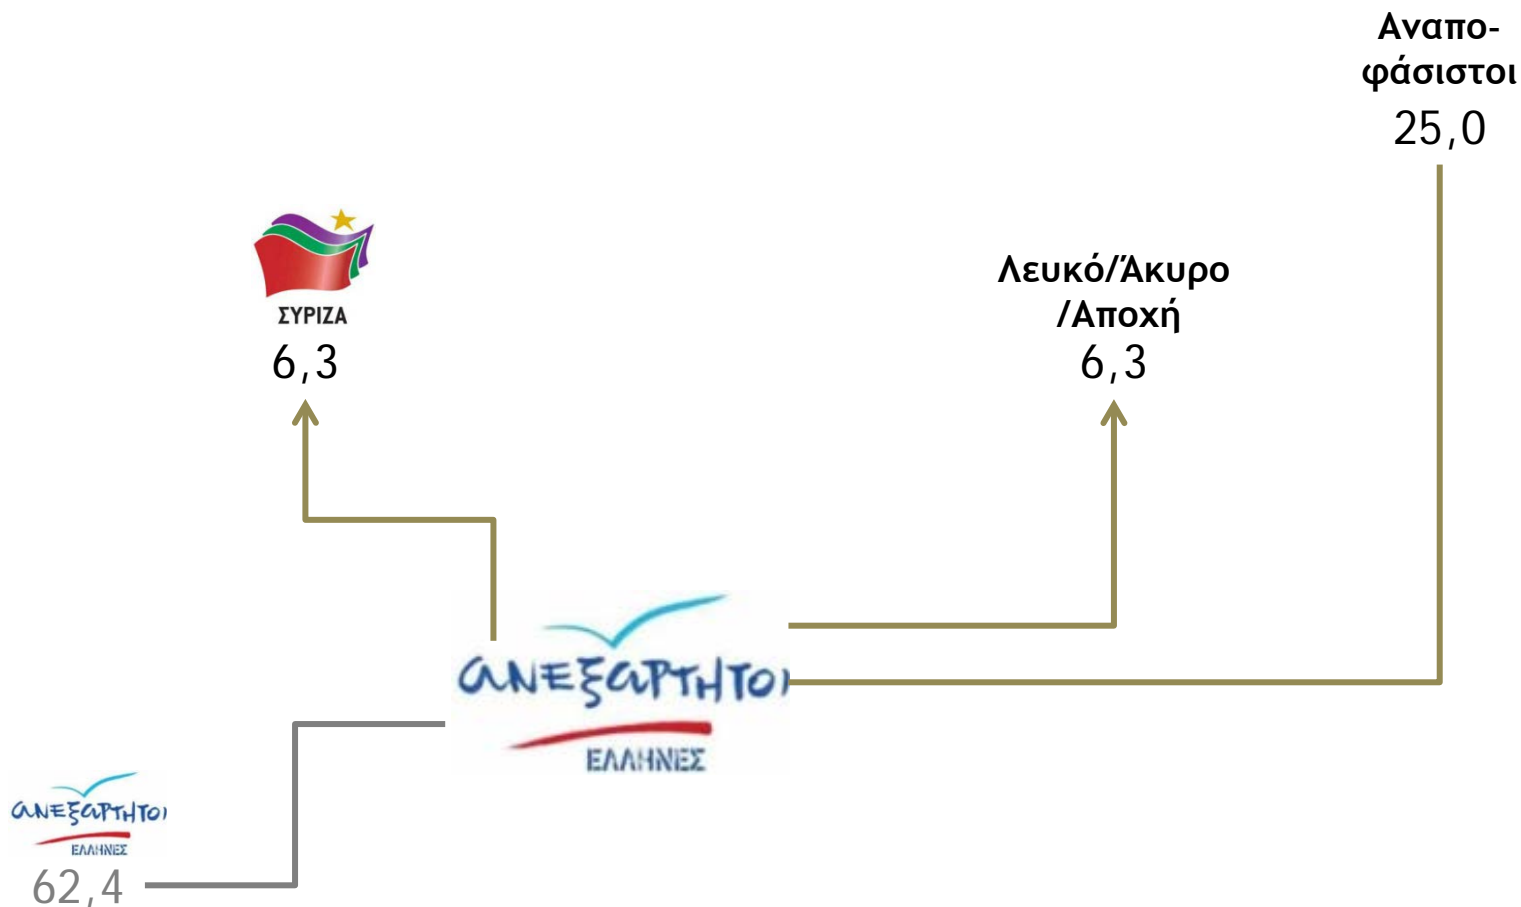 Αναπο-
φάσιστοι
25,0
ΣΥΡΙΖΑ
6,3
Λευκό/Άκυρο
/Αποχή
6,3
ανεξαρτητοι
ΕΛΛΗΝΕΣ
ανεξαρτητοι
ΕΛΛΗΝΕΣ
62,4